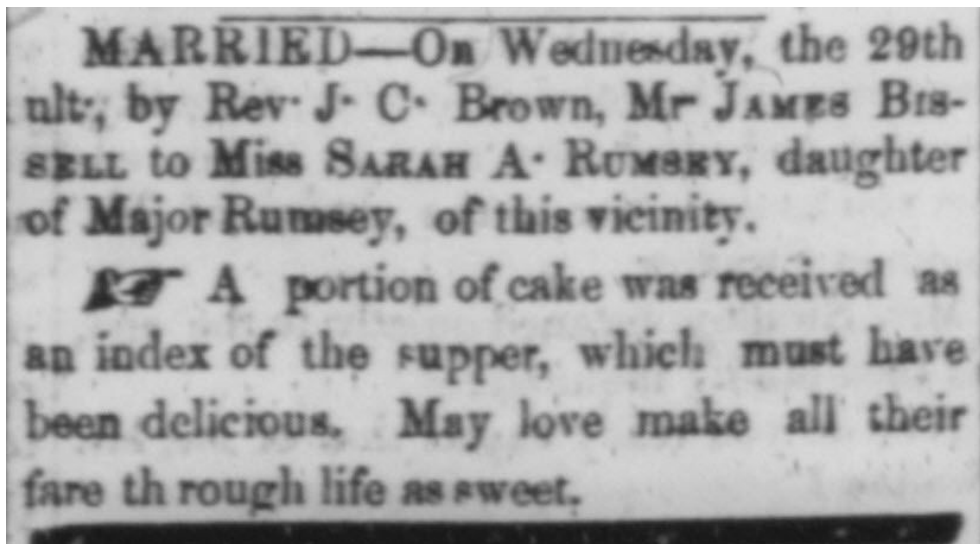 MARRIED—On Wednesday, the 29th
ult., by Rev. J. C. Brown, Mr JAMES BIS-
SELL to Miss SARAH A. RUMSEY, daughter
of Major Rumsey, of this vicinity.
☞ A portion of cake was received as
an index of the supper, which must have
been delicious. May love make all their
fare th rough life as sweet.